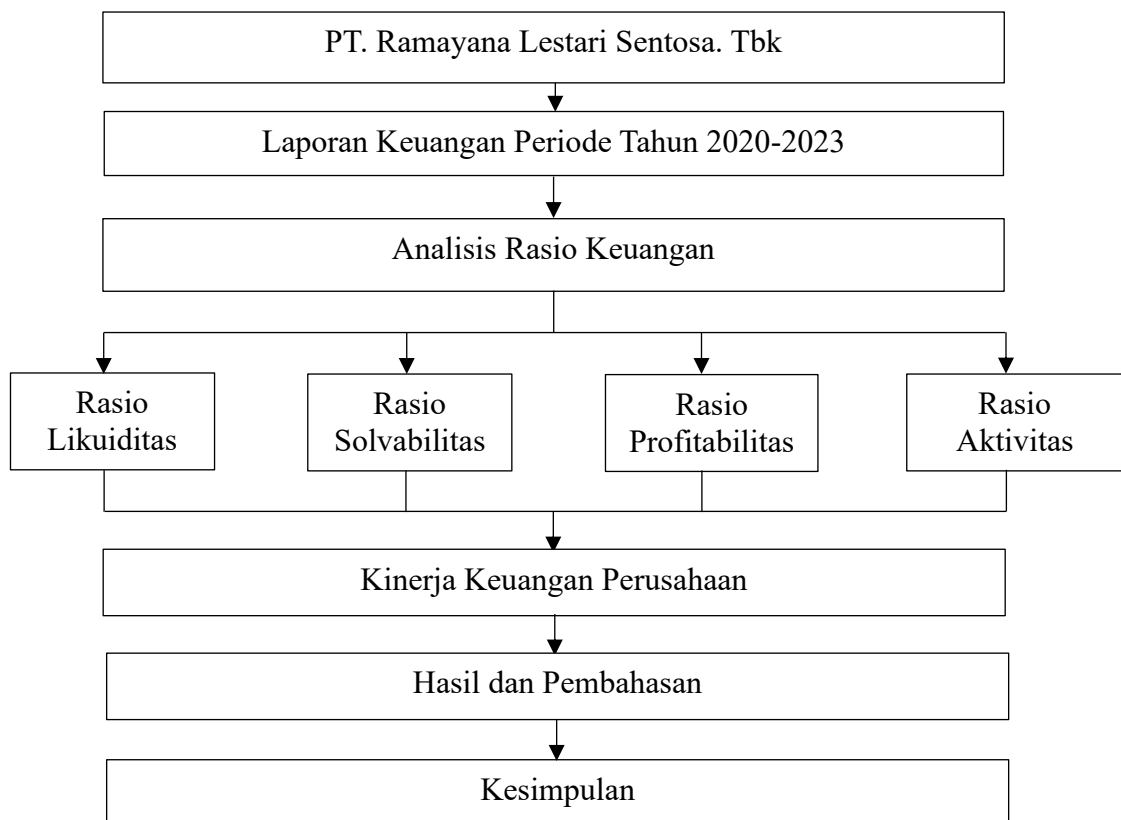 PT. Ramayana Lestari Sentosa. Tbk
Laporan Keuangan Periode Tahun 2020-2023
Analisis Rasio Keuangan
Rasio
Likuiditas
Rasio
Solvabilitas
Rasio
Profitabilitas
Rasio
Aktivitas
Kinerja Keuangan Perusahaan
Hasil dan Pembahasan
Kesimpulan